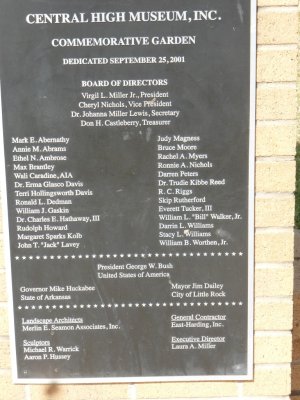 CENTRAL HIGH MUSEUM, INC.
COMMEMORATIVE GARDEN
DEDICATED SEPTEMBER 25, 2001
BOARD OF DIRECTORS
Virgil L. Miller Jr., President
Cheryl Nichols, Vice President
Dr. Johanna Miller Lewis, Secretary
Don H. Castleberry, Treasurer
Mark E. Abernathy
Annie M. Abrams
Ethel N. Ambrose
Max Brantley
Wali Caradine, AIA
Dr. Erma Glasco Davis
Terri Hollingsworth Davis
Ronald L. Dedman
William J. Gaskin
Dr. Charles E. Hathaway, III
Rudolph Howard
Margaret Sparks Kolb
John T. "Jack" Lavey
Judy Magness
Bruce Moore
Rachel A. Myers
Ronnie A. Nichols
Darren Peters
Dr. Trudie Kibbe Reed
R. C. Riggs
Skip Rutherford
Everett Tucker, III
William L. "Bill" Walker, Jr.
Darrin L. Williams
Stacy L. Williams
William B. Worthen, Jr.
President George W. Bush
United States of America
Governor Mike Huckabee
State of Arkansas
Mayor Jim Dailey
City of Little Rock
Landscape Architects
Merlin E. Seamon Associates, Inc.
General Contractor
East-Harding, Inc.
Sculptors
Michael R. Warrick
Aaron P. Hussey
Executive Director
Laura A. Miller